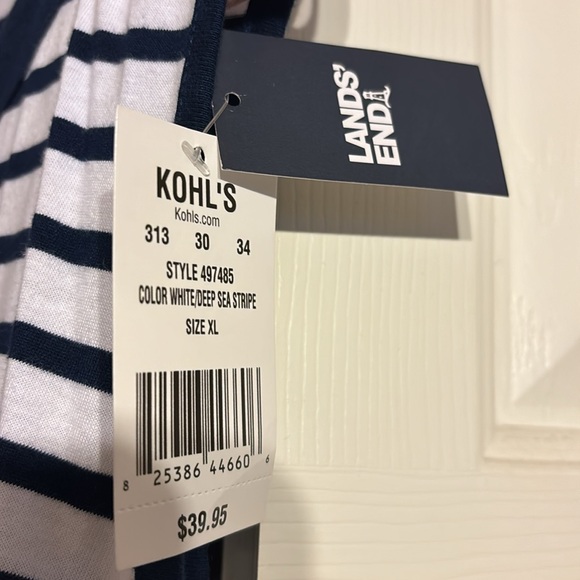 LANDS'
END
KOHL'S
Kohls.com
313 30 34
STYLE 497485
COLOR WHITE/DEEP SEA STRIPE
SIZE XL
8 25386 44660 6
$39.95